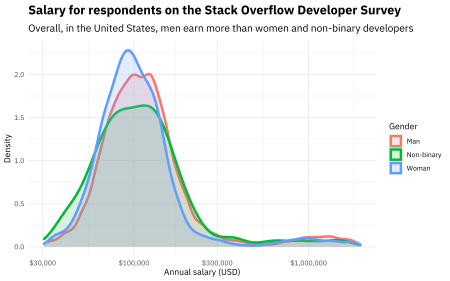 Salary for respondents on the Stack Overflow Developer Survey
Overall, in the United States, men earn more than women and non-binary developers
2.0
1.5
1.0
0.5
0.0
Density
$30,000
$100,000
$300,000
$1,000,000
Annual salary (USD)
Gender
Man
Non-binary
Woman